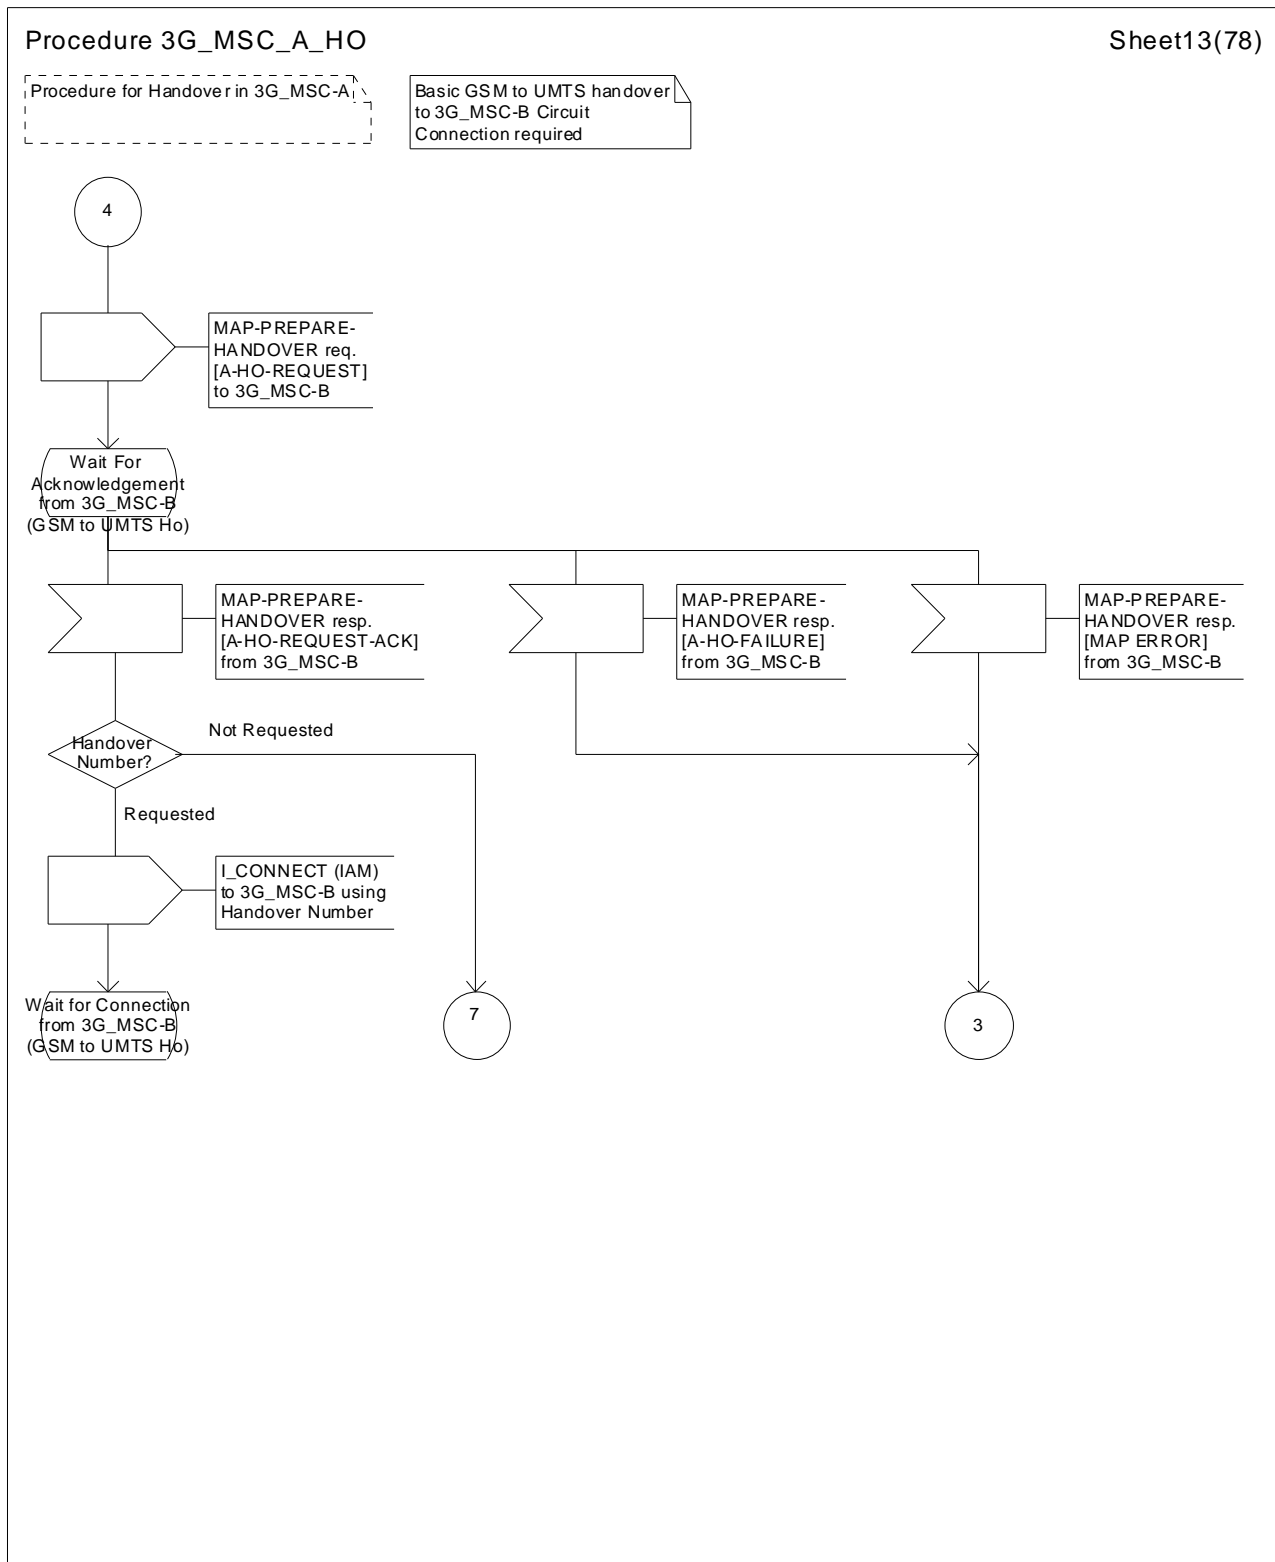 Procedure 3G_MSC_A_HO
Sheet13(78)
Procedure for Handover in 3G_MSC-A
Basic GSM to UMTS handover
to 3G_MSC-B Circuit
Connection required
4
MAP-PREPARE-
HANDOVER req.
[A-HO-REQUEST]
to 3G_MSC-B
Wait For
Acknowledgement
from 3G_MSC-B
(GSM to UMTS Ho)
MAP-PREPARE-
HANDOVER resp.
[A-HO-REQUEST-ACK]
from 3G_MSC-B
MAP-PREPARE-
HANDOVER resp.
[A-HO-FAILURE]
from 3G_MSC-B
MAP-PREPARE-
HANDOVER resp.
[MAP ERROR]
from 3G_MSC-B
Handover
Number?
Not Requested
Requested
I_CONNECT (IAM)
to 3G_MSC-B using
Handover Number
Wait for Connection
from 3G_MSC-B
(GSM to UMTS Ho)
7
3